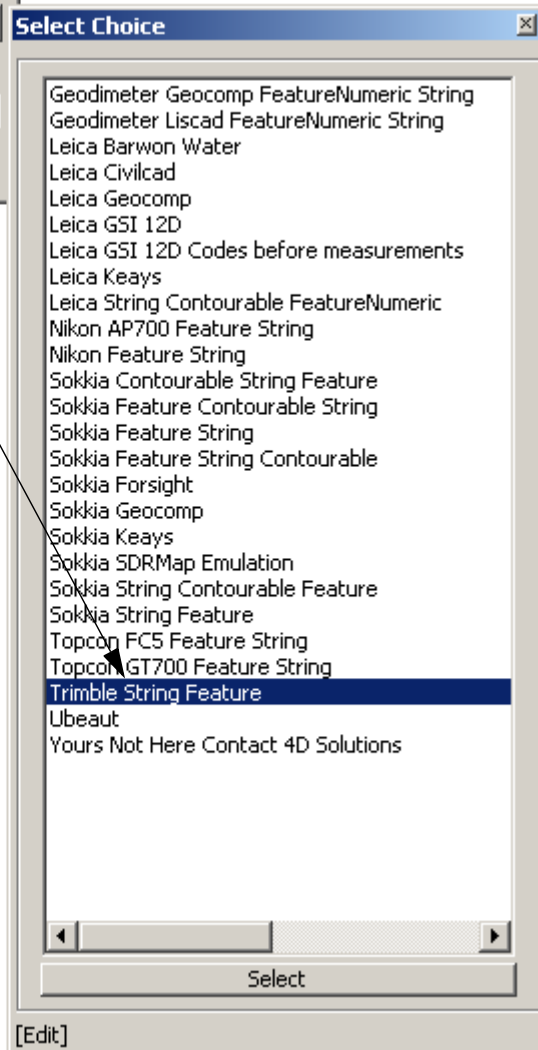 Select Choice
Geodimeter Geocomp FeatureNumeric String
Geodimeter Liscad FeatureNumeric String
Leica Barwon Water
Leica Civilcad
Leica Geocomp
Leica GSI 12D
Leica GSI 12D Codes before measurements
Leica Keays
Leica String Contourable FeatureNumeric
Nikon AP700 Feature String
Nikon Feature String
Sokkia Contourable String Feature
Sokkia Feature Contourable String
Sokkia Feature String
Sokkia Feature String Contourable
Sokkia Forsight
Sokkia Geocomp
Sokkia Keays
Sokkia SDRMap Emulation
Sokkia String Contourable Feature
Sokkia String Feature
Topcon FC5 Feature String
Topcon GT700 Feature String
Trimble String Feature
Ubeaut
Yours Not Here Contact 4D Solutions
Select
[Edit]